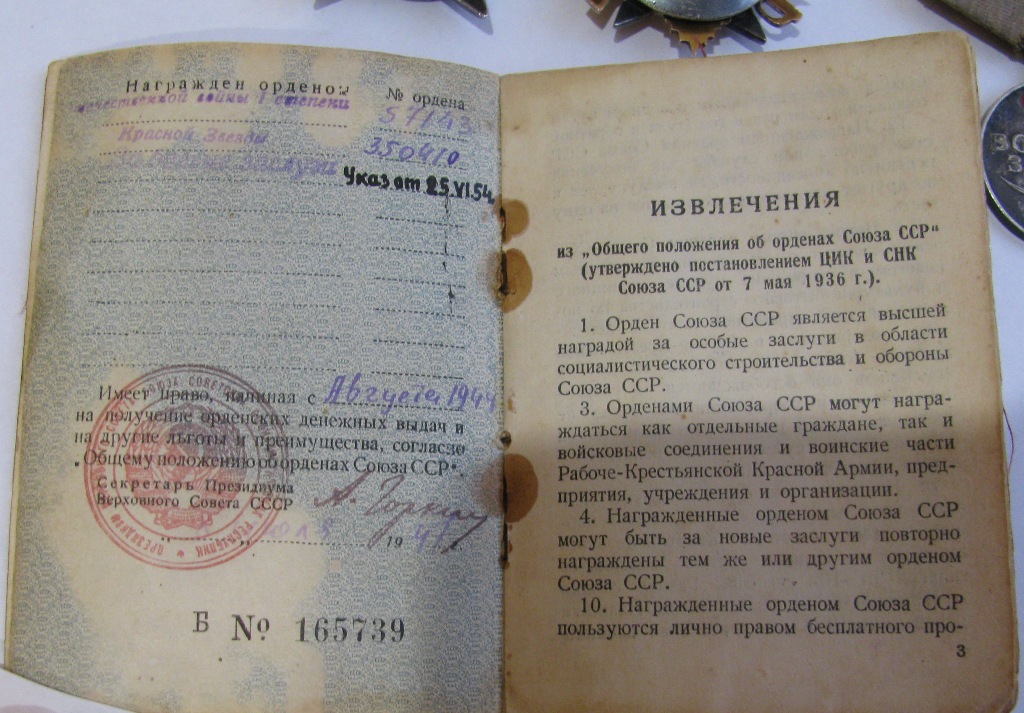 Награжден орденом
№ ордена
Отечественной войны I степени
57143
Красной Звезды
350410
За боевые заслуги
Указ от 25.VI.54
Имеет право, начиная с Августа 1944
на получение орденских денежных выдач и
на другие льготы и преимущества, согласно
„Общему положению об орденах Союза ССР“.
Секретарь Президиума
Верховного Совета СССР
А. Горкин
19
Б № 165739
ИЗВЛЕЧЕНИЯ
из „Общего положения об орденах Союза ССР“
(утверждено постановлением ЦИК и СНК
Союза ССР от 7 мая 1936 г.).
1. Орден Союза ССР является высшей
наградой за особые заслуги в области
социалистического строительства и обороны
Союза ССР.
3. Орденами Союза ССР могут награ-
ждаться как отдельные граждане, так и
войсковые соединения и воинские части
Рабоче-Крестьянской Красной Армии, пред-
приятия, учреждения и организации.
4. Награжденные орденом Союза ССР
могут быть за новые заслуги повторно
награждены тем же или другим орденом
Союза ССР.
10. Награжденные орденом Союза ССР
пользуются лично правом бесплатного про-
3